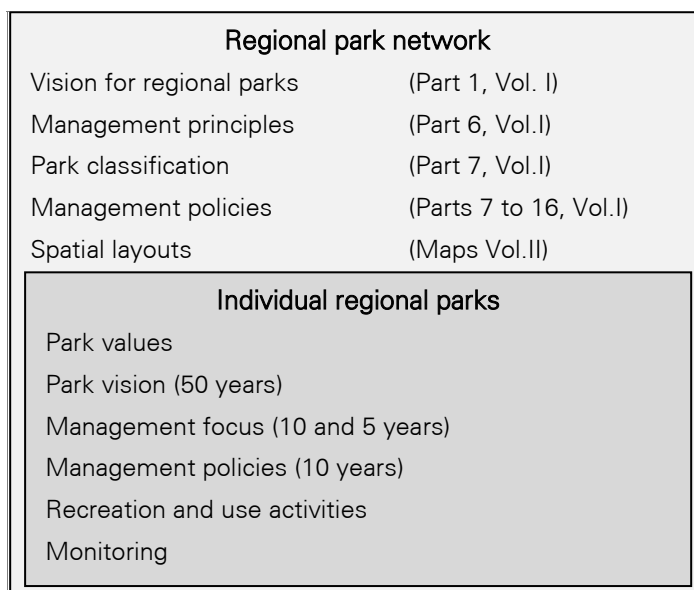 Regional park network
Vision for regional parks (Part 1, Vol. I)
Management principles (Part 6, Vol.I)
Park classification (Part 7, Vol.I)
Management policies (Parts 7 to 16, Vol.I)
Spatial layouts (Maps Vol.II)
Individual regional parks
Park values
Park vision (50 years)
Management focus (10 and 5 years)
Management policies (10 years)
Recreation and use activities
Monitoring